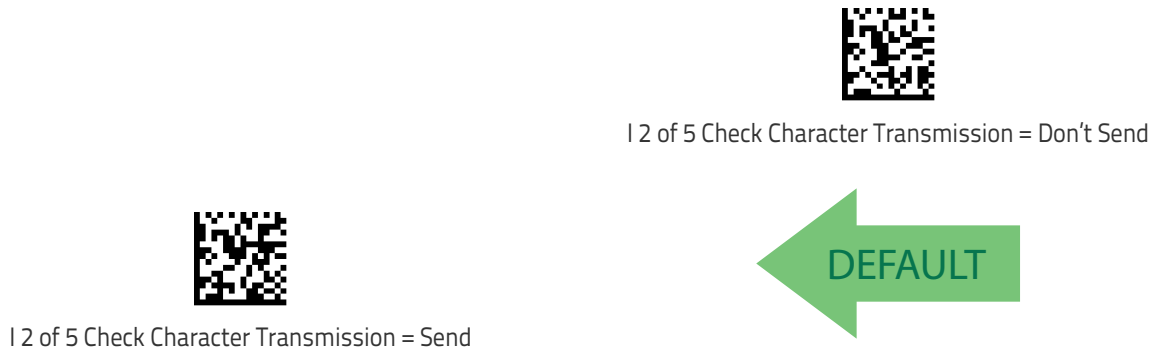 I 2 of 5 Check Character Transmission = Don't Send
DEFAULT
I 2 of 5 Check Character Transmission = Send